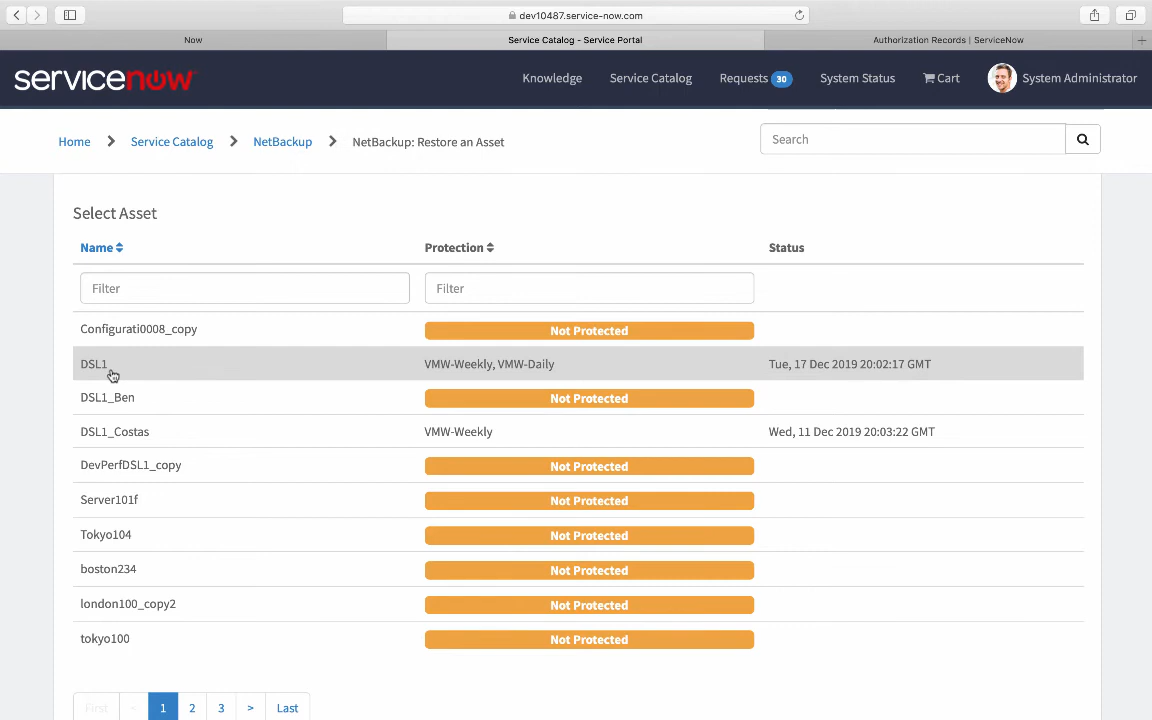 dev10487.service-now.com
Now
Service Catalog - Service Portal
Authorization Records | ServiceNow
servicenow
Knowledge
Service Catalog
Requests 30
System Status
Cart
System Administrator
Home > Service Catalog > NetBackup > NetBackup: Restore an Asset
Search
Select Asset
Name Protection Status
Filter Filter
Configurati0008_copy Not Protected
DSL1 VMW-Weekly, VMW-Daily Tue, 17 Dec 2019 20:02:17 GMT
DSL1_Ben Not Protected
DSL1_Costas VMW-Weekly Wed, 11 Dec 2019 20:03:22 GMT
DevPerfDSL1_copy Not Protected
Server101f Not Protected
Tokyo104 Not Protected
boston234 Not Protected
london100_copy2 Not Protected
tokyo100 Not Protected
First < 1 2 3 > Last